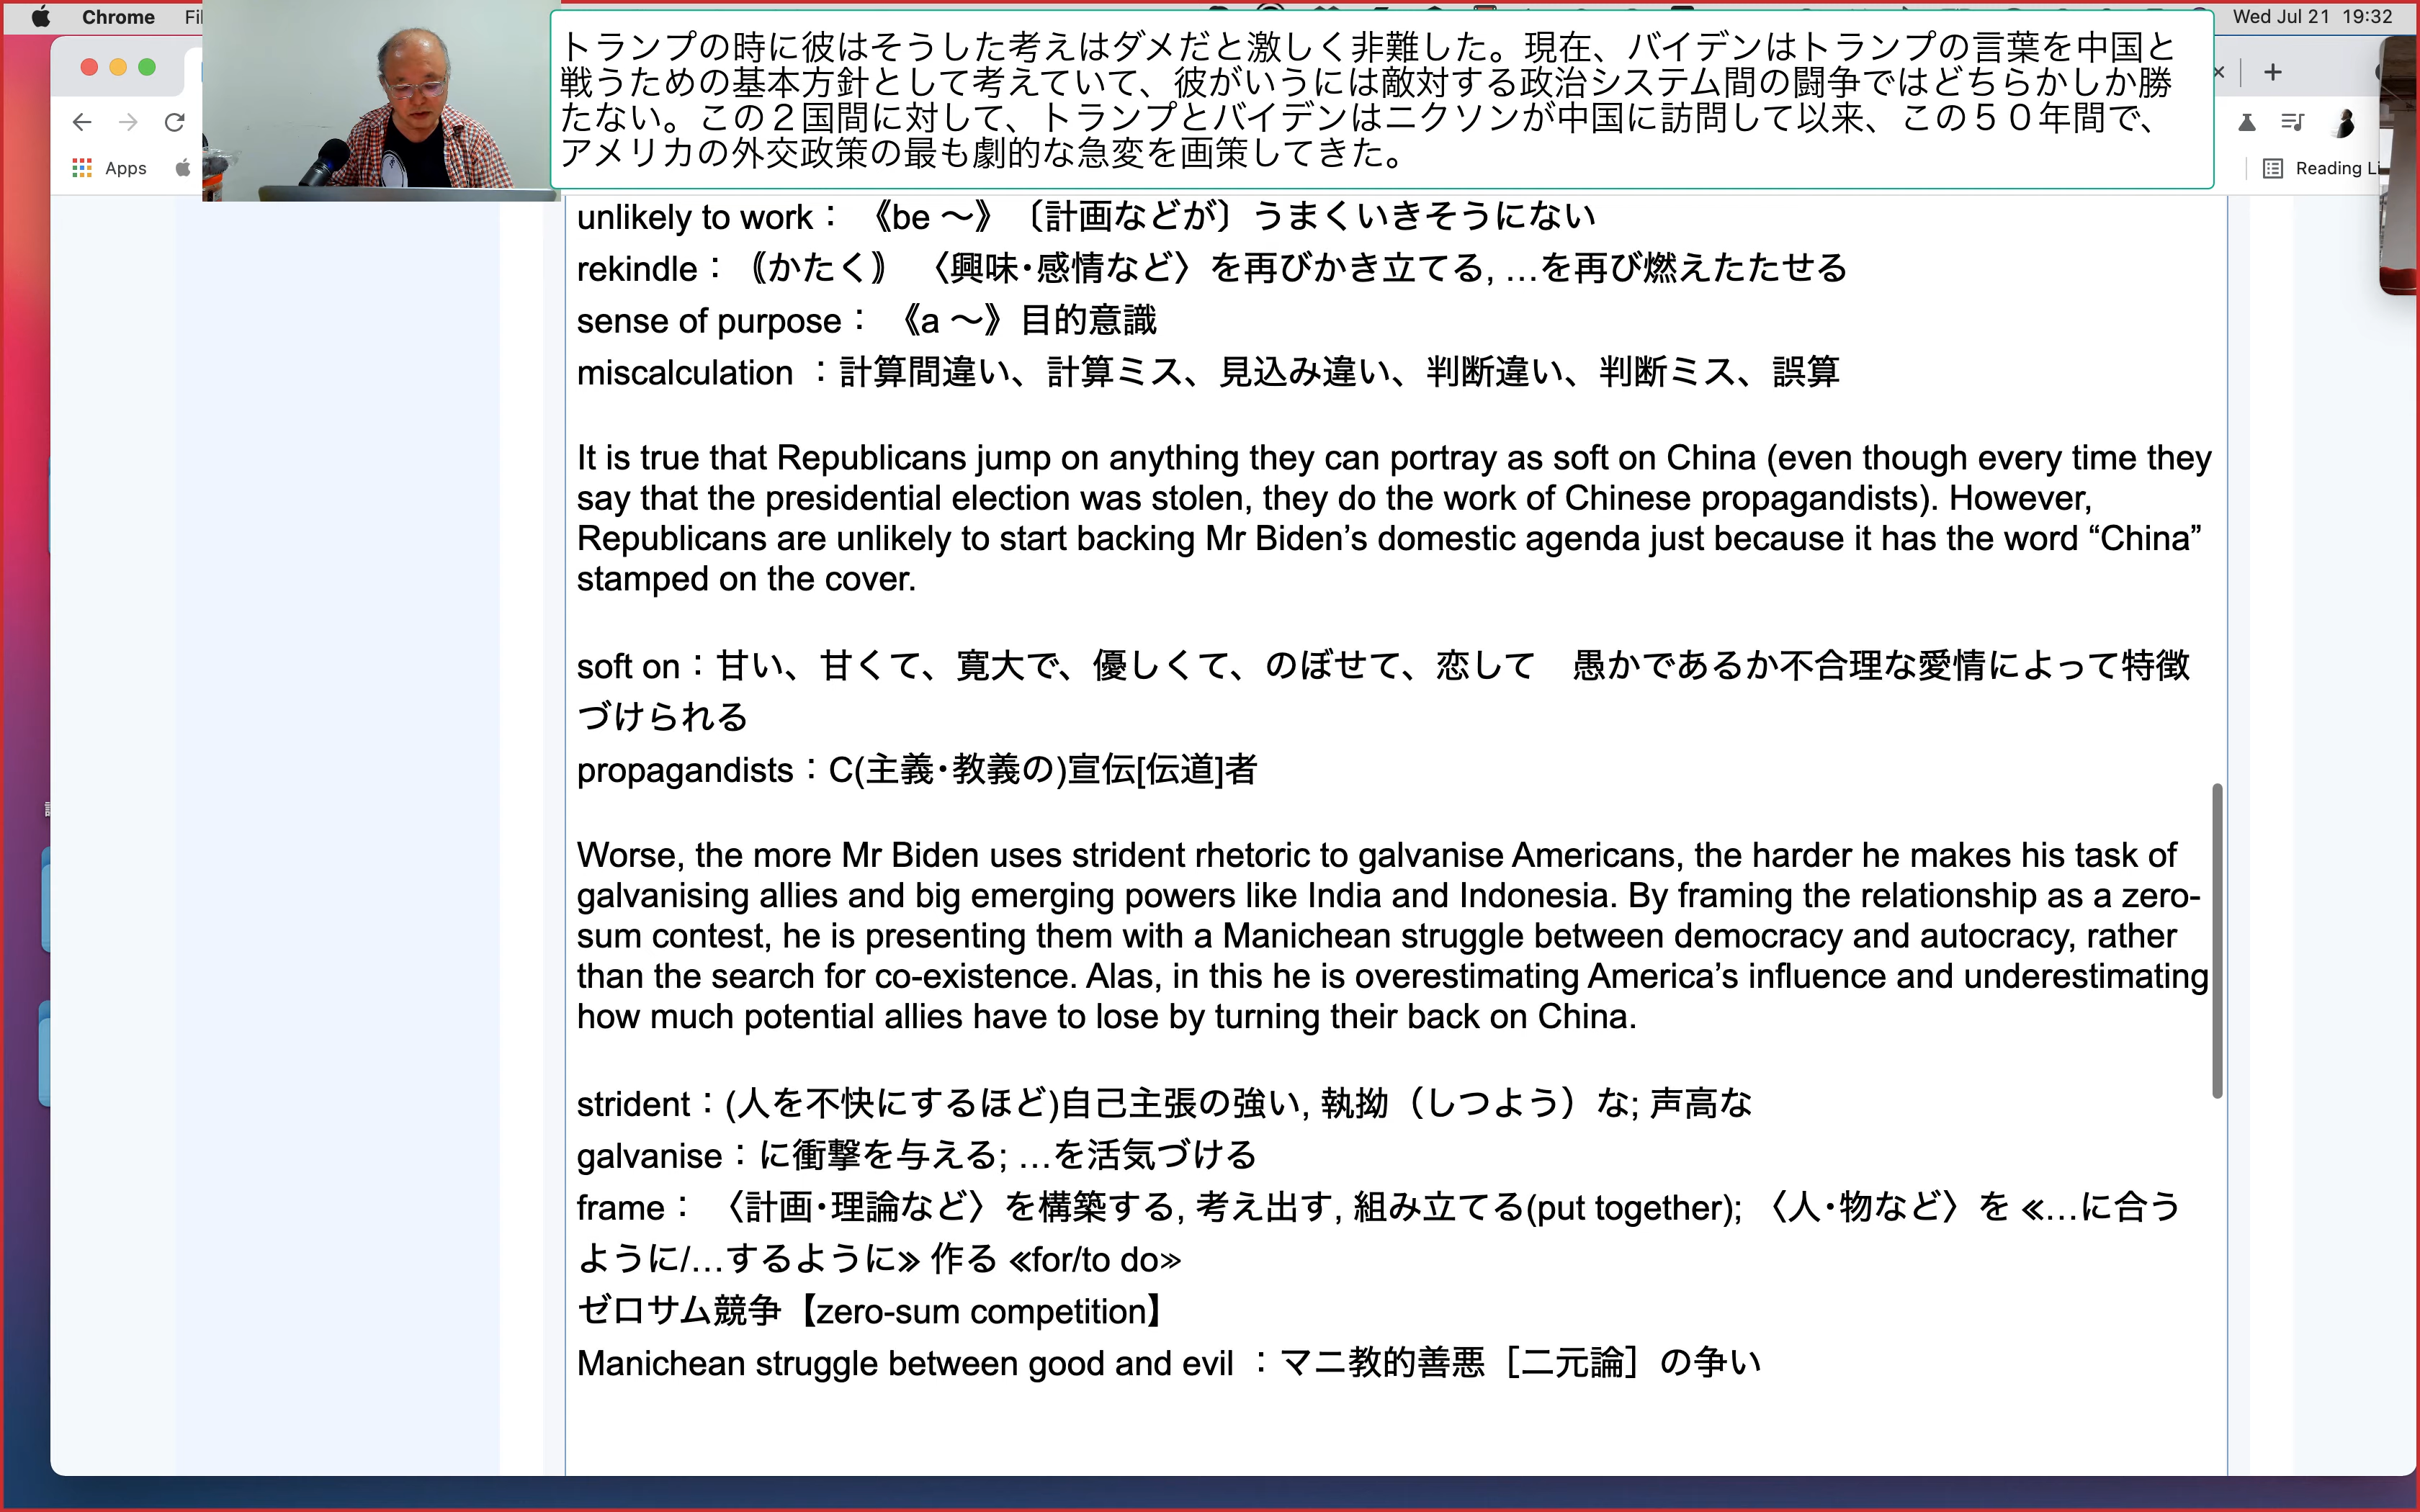 Chrome
Fil
Wed Jul 21 19:32
トランプの時に彼はそうした考えはダメだと激しく非難した。現在、バイデンはトランプの言葉を中国と
戦うための基本方針として考えていて、彼がいうには敵対する政治システム間の闘争ではどちらかしか勝
たない。この２国間に対して、トランプとバイデンはニクソンが中国に訪問して以来、この５０年間で、
アメリカの外交政策の最も劇的な急変を画策してきた。
Apps
Reading Li
unlikely to work： 《be 〜》〔計画などが〕うまくいきそうにない
rekindle：⸨かたく⸩ 〈興味･感情など〉を再びかき立てる, …を再び燃えたたせる
sense of purpose： 《a 〜》目的意識
miscalculation ：計算間違い、計算ミス、見込み違い、判断違い、判断ミス、誤算
It is true that Republicans jump on anything they can portray as soft on China (even though every time they
say that the presidential election was stolen, they do the work of Chinese propagandists). However,
Republicans are unlikely to start backing Mr Biden’s domestic agenda just because it has the word “China”
stamped on the cover.
soft on：甘い、甘くて、寛大で、優しくて、のぼせて、恋して　愚かであるか不合理な愛情によって特徴
づけられる
propagandists：C(主義･教義の)宣伝[伝道]者
Worse, the more Mr Biden uses strident rhetoric to galvanise Americans, the harder he makes his task of
galvanising allies and big emerging powers like India and Indonesia. By framing the relationship as a zero-
sum contest, he is presenting them with a Manichean struggle between democracy and autocracy, rather
than the search for co-existence. Alas, in this he is overestimating America’s influence and underestimating
how much potential allies have to lose by turning their back on China.
strident：(人を不快にするほど)自己主張の強い, 執拗（しつよう）な; 声高な
galvanise：に衝撃を与える; …を活気づける
frame： 〈計画･理論など〉を構築する, 考え出す, 組み立てる(put together); 〈人･物など〉を ≪…に合う
ように/…するように≫ 作る ≪for/to do≫
ゼロサム競争【zero-sum competition】
Manichean struggle between good and evil ：マニ教的善悪［二元論］の争い